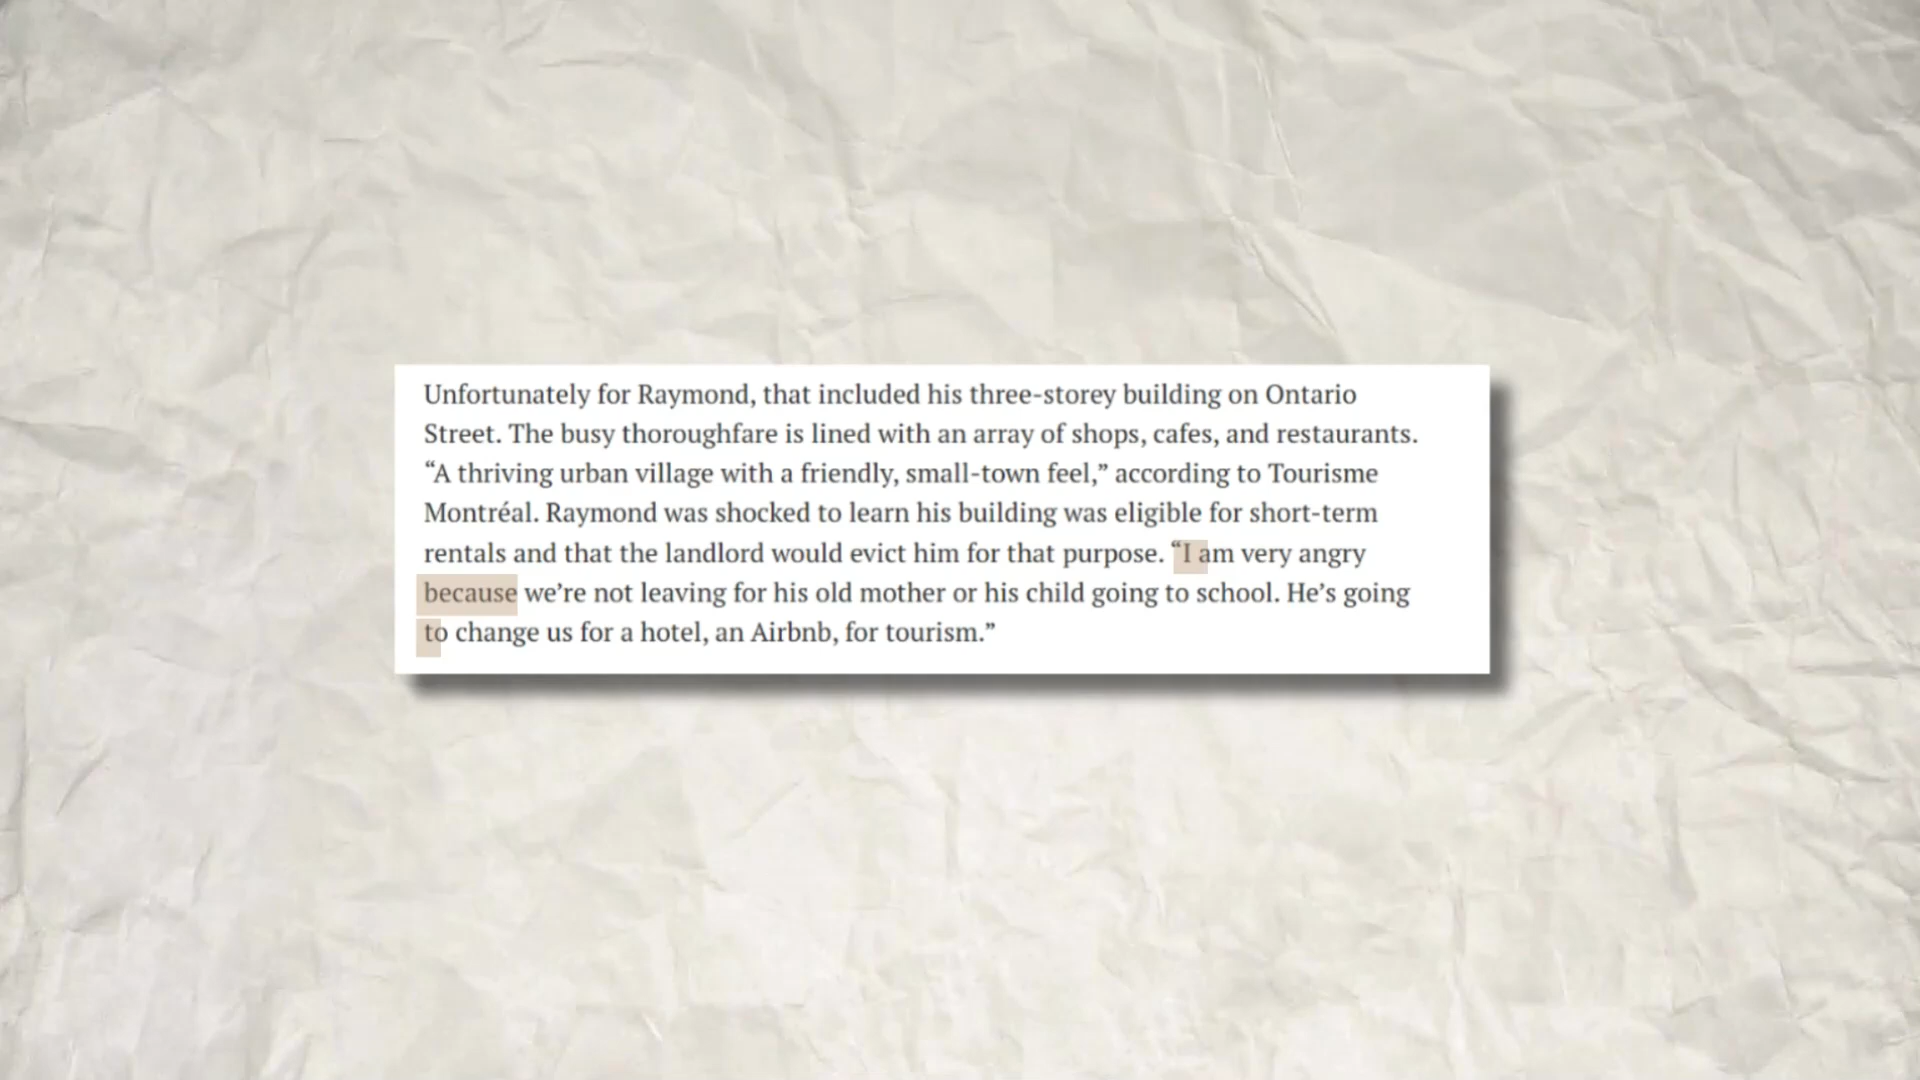 Unfortunately for Raymond, that included his three-storey building on Ontario
Street. The busy thoroughfare is lined with an array of shops, cafes, and restaurants.
“A thriving urban village with a friendly, small-town feel,” according to Tourisme
Montréal. Raymond was shocked to learn his building was eligible for short-term
rentals and that the landlord would evict him for that purpose. “I am very angry
because we’re not leaving for his old mother or his child going to school. He’s going
to change us for a hotel, an Airbnb, for tourism.”